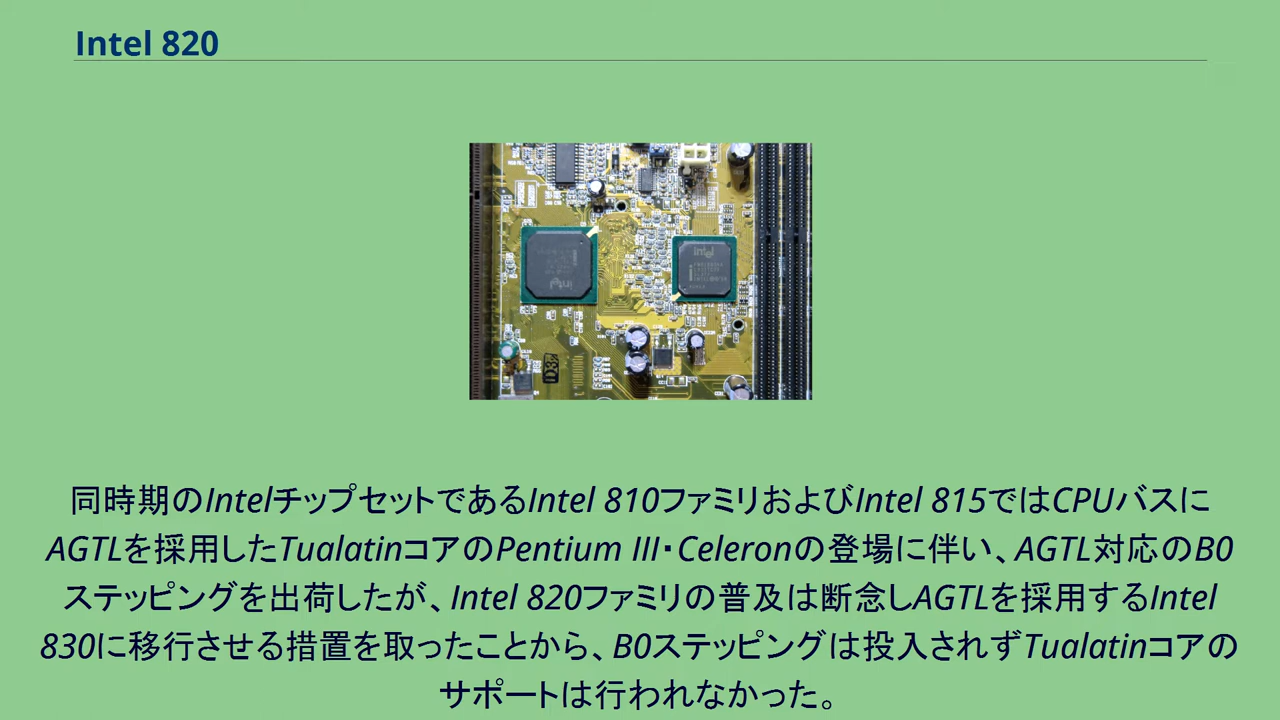 Intel 820
intel
intel
ID3
同時期のIntelチップセットであるIntel 810ファミリおよびIntel 815ではCPUバスに
AGTLを採用したTualatinコアのPentium III・Celeronの登場に伴い、AGTL対応のB0
ステッピングを出荷したが、Intel 820ファミリの普及は断念しAGTLを採用するIntel
830に移行させる措置を取ったことから、B0ステッピングは投入されずTualatinコアの
サポートは行われなかった。